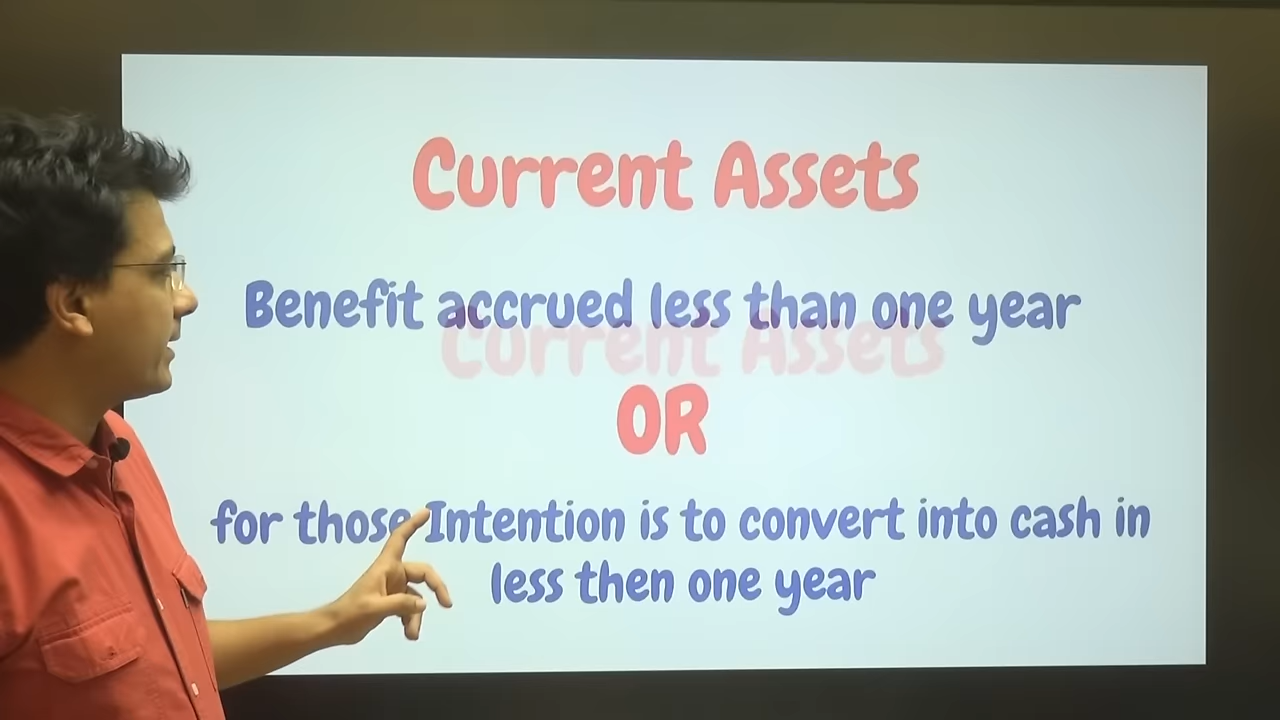 Current Assets
Benefit accrued less than one year
Current Assets
OR
for those Intention is to convert into cash in
less then one year